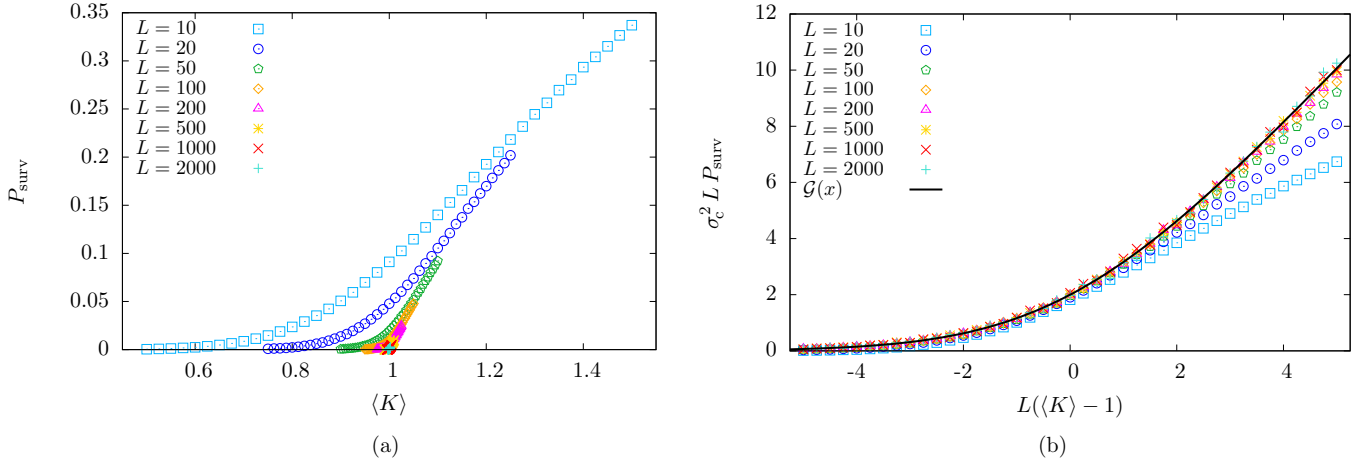 0.35
0.3
0.25
0.2
0.15
0.1
0.05
0
P_surv
L = 10
L = 20
L = 50
L = 100
L = 200
L = 500
L = 1000
L = 2000
0.6 0.8 1 1.2 1.4
⟨K⟩
(a)
12
10
8
6
4
2
0
σ_c² L P_surv
L = 10
L = 20
L = 50
L = 100
L = 200
L = 500
L = 1000
L = 2000
𝒢(x)
-4 -2 0 2 4
L(⟨K⟩ − 1)
(b)